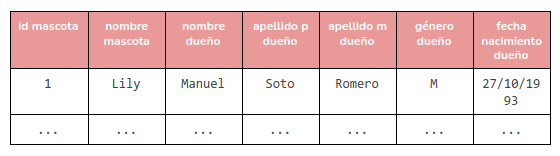 id mascota nombre mascota nombre dueño apellido p dueño apellido m dueño género dueño fecha nacimiento dueño
1 Lily Manuel Soto Romero M 27/10/1993
... ... ... ... ... ... ...